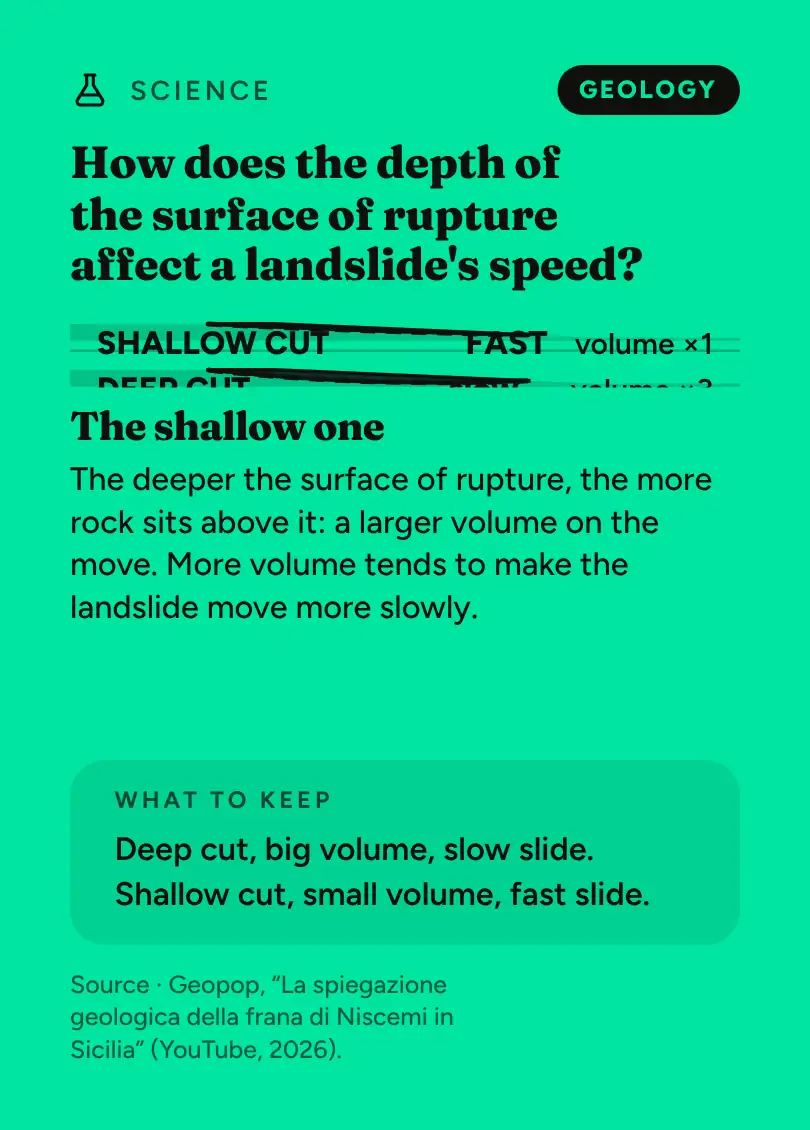 SCIENCE
GEOLOGY
How does the depth of
the surface of rupture
affect a landslide's speed?
SHALLOW CUT FAST volume ×1
DEEP CUT
The shallow one
The deeper the surface of rupture, the more
rock sits above it: a larger volume on the
move. More volume tends to make the
landslide move more slowly.
WHAT TO KEEP
Deep cut, big volume, slow slide.
Shallow cut, small volume, fast slide.
Source · Geopop, “La spiegazione
geologica della frana di Niscemi in
Sicilia” (YouTube, 2026).